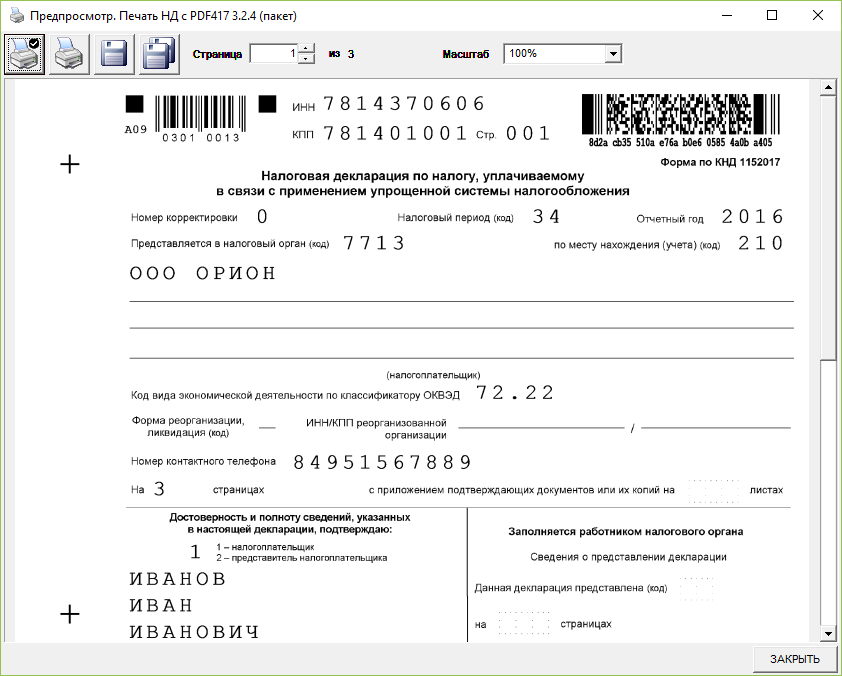 Предпросмотр. Печать НД с PDF417 3.2.4 (пакет)
Страница 1 из 3 Масштаб 100%
ИНН 7814370606
А09 0301 0013 КПП 781401001 Стр. 001
8d2a cb35 510a e76a b0e6 0585 4a0b a405
Форма по КНД 1152017
Налоговая декларация по налогу, уплачиваемому
в связи с применением упрощенной системы налогообложения
Номер корректировки 0 Налоговый период (код) 34 Отчетный год 2016
Представляется в налоговый орган (код) 7713 по месту нахождения (учета) (код) 210
ООО ОРИОН
(налогоплательщик)
Код вида экономической деятельности по классификатору ОКВЭД 72.22
Форма реорганизации, ИНН/КПП реорганизованной
ликвидация (код) — организации /
Номер контактного телефона 84951567889
На 3 страницах с приложением подтверждающих документов или их копий на листах
Достоверность и полноту сведений, указанных
в настоящей декларации, подтверждаю:
1 1 – налогоплательщик
2 – представитель налогоплательщика
ИВАНОВ
ИВАН
ИВАНОВИЧ
Заполняется работником налогового органа
Сведения о представлении декларации
Данная декларация представлена (код)
на страницах
ЗАКРЫТЬ